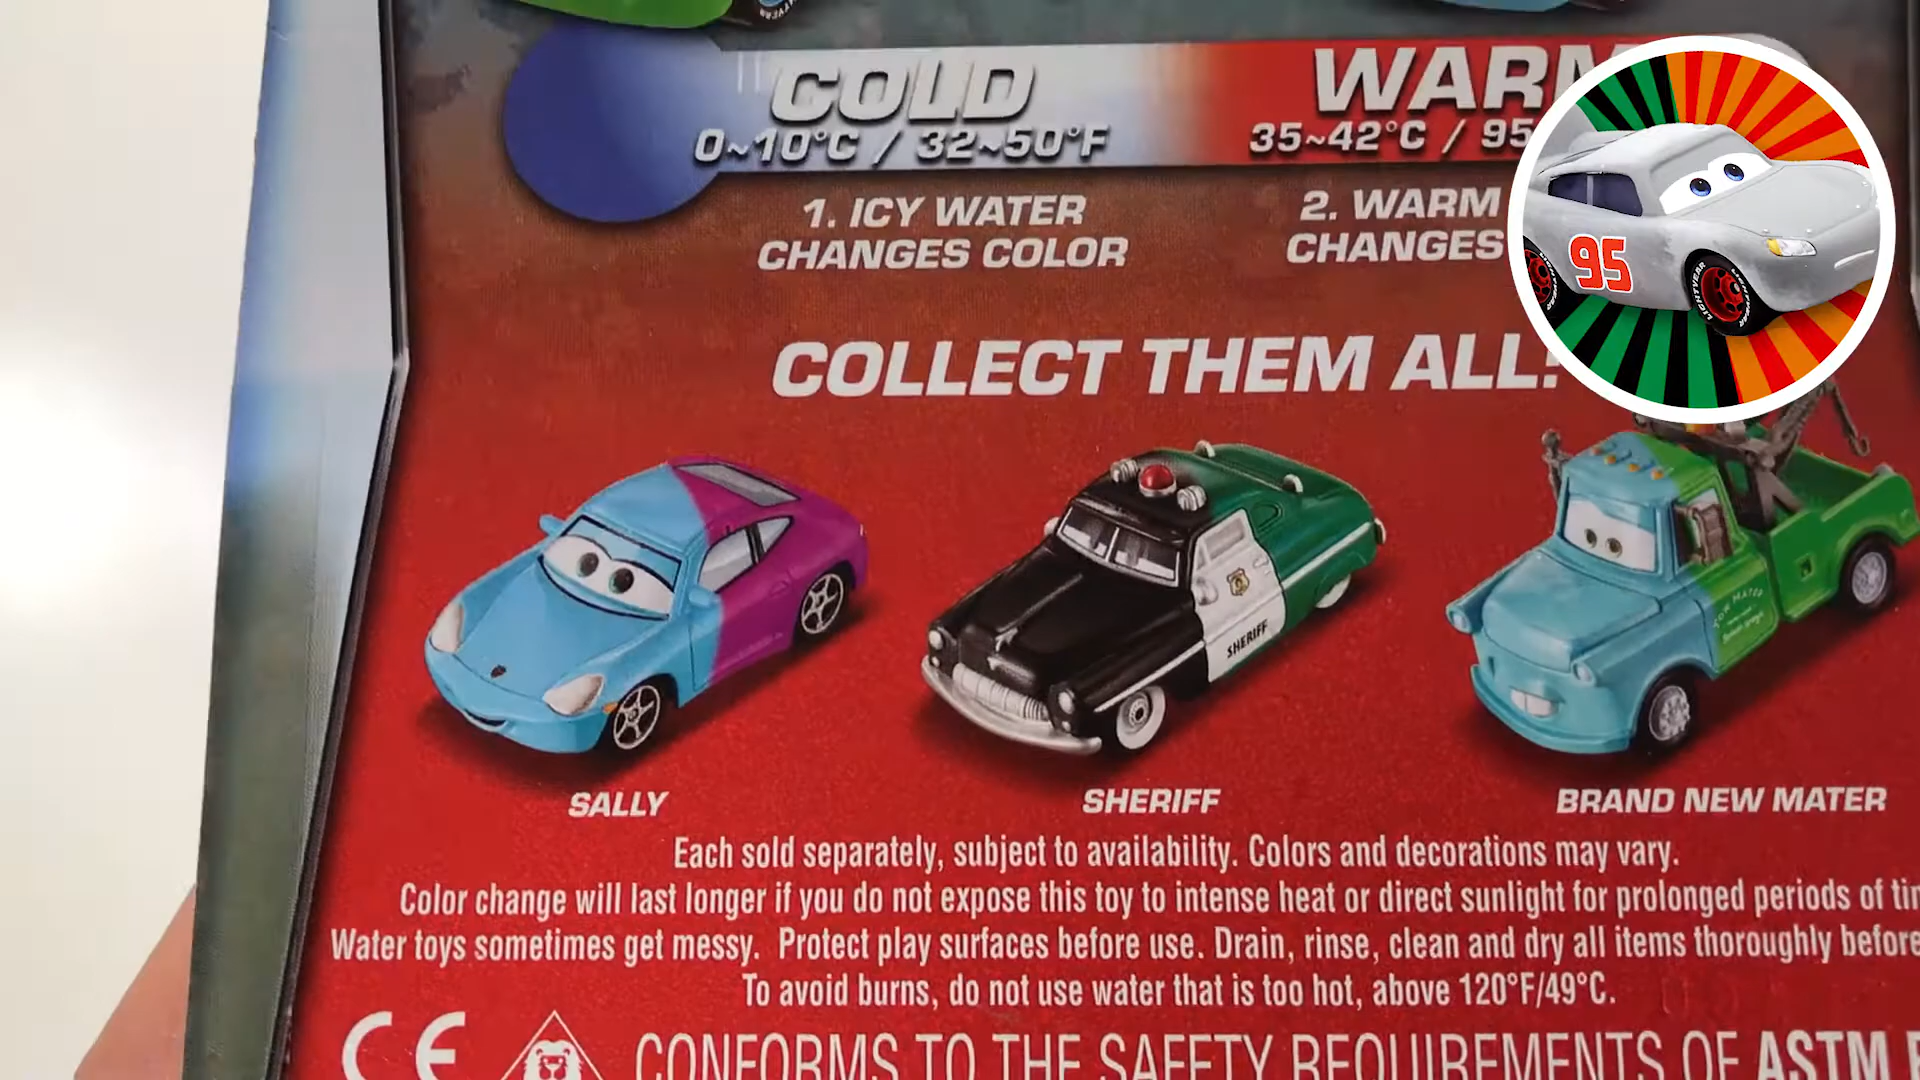 COLD
0~10°C / 32~50°F
35~42°C / 95
1. ICY WATER
CHANGES COLOR
2. WARM
CHANGES
95
COLLECT THEM ALL!
SHERIFF
SALLY
SHERIFF
BRAND NEW MATER
Each sold separately, subject to availability. Colors and decorations may vary.
Color change will last longer if you do not expose this toy to intense heat or direct sunlight for prolonged periods of
Water toys sometimes get messy. Protect play surfaces before use. Drain, rinse, clean and dry all items thoroughly before
To avoid burns, do not use water that is too hot, above 120°F/49°C.
CE
CONFORMS TO THE SAFETY REQUIREMENTS OF ASTM